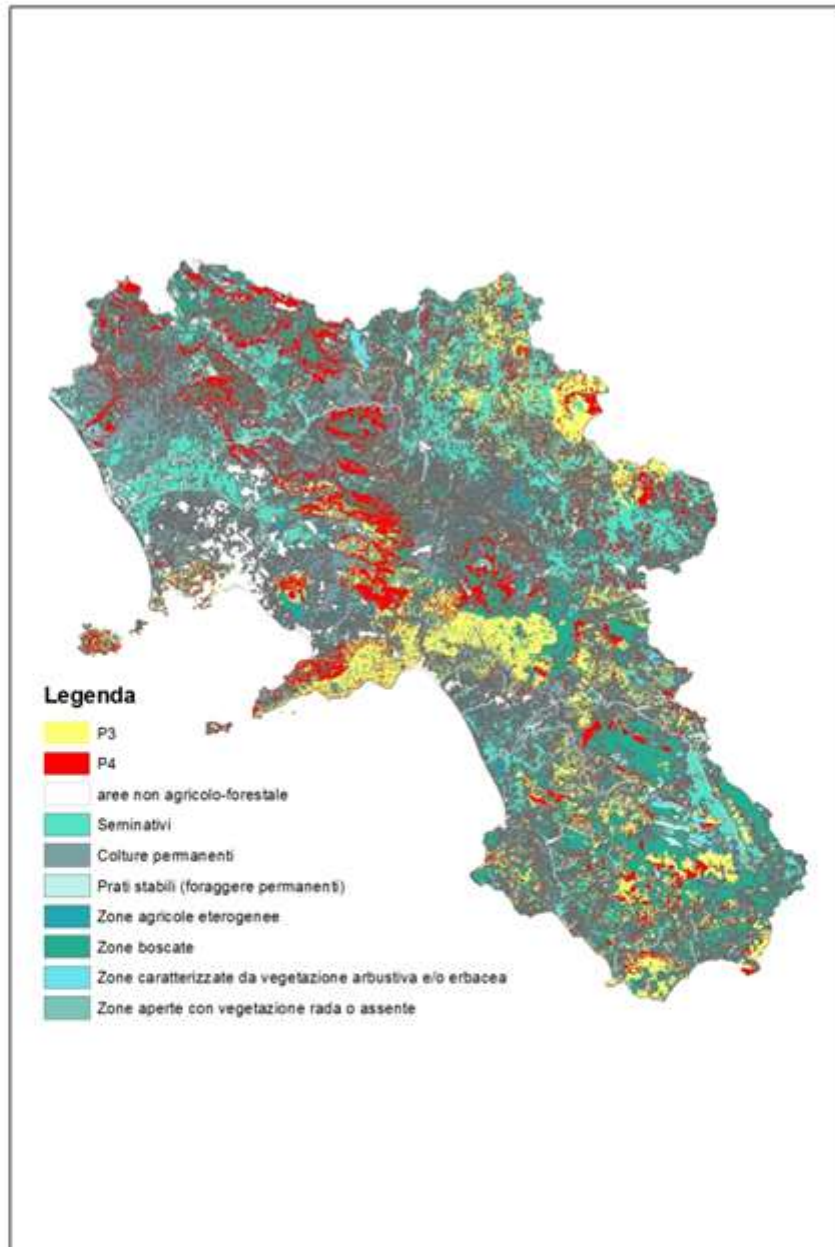 Legenda
P3
P4
aree non agricolo-forestale
Seminativi
Colture permanenti
Prati stabili (foraggere permanenti)
Zone agricole eterogenee
Zone boscate
Zone caratterizzate da vegetazione arbustiva e/o erbacea
Zone aperte con vegetazione rada o assente